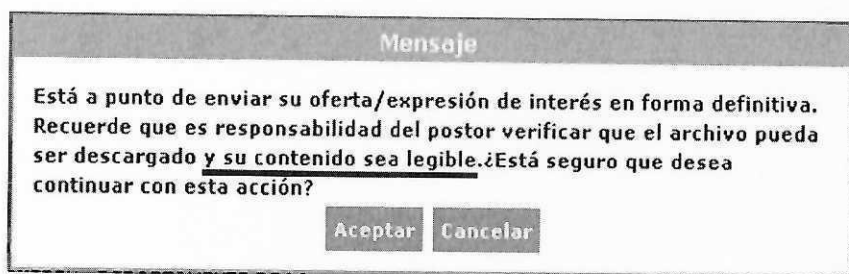 Mensaje
Está a punto de enviar su oferta/expresión de interés en forma definitiva.
Recuerde que es responsabilidad del postor verificar que el archivo pueda
ser descargado y su contenido sea legible.¿Está seguro que desea
continuar con esta acción?
Aceptar Cancelar